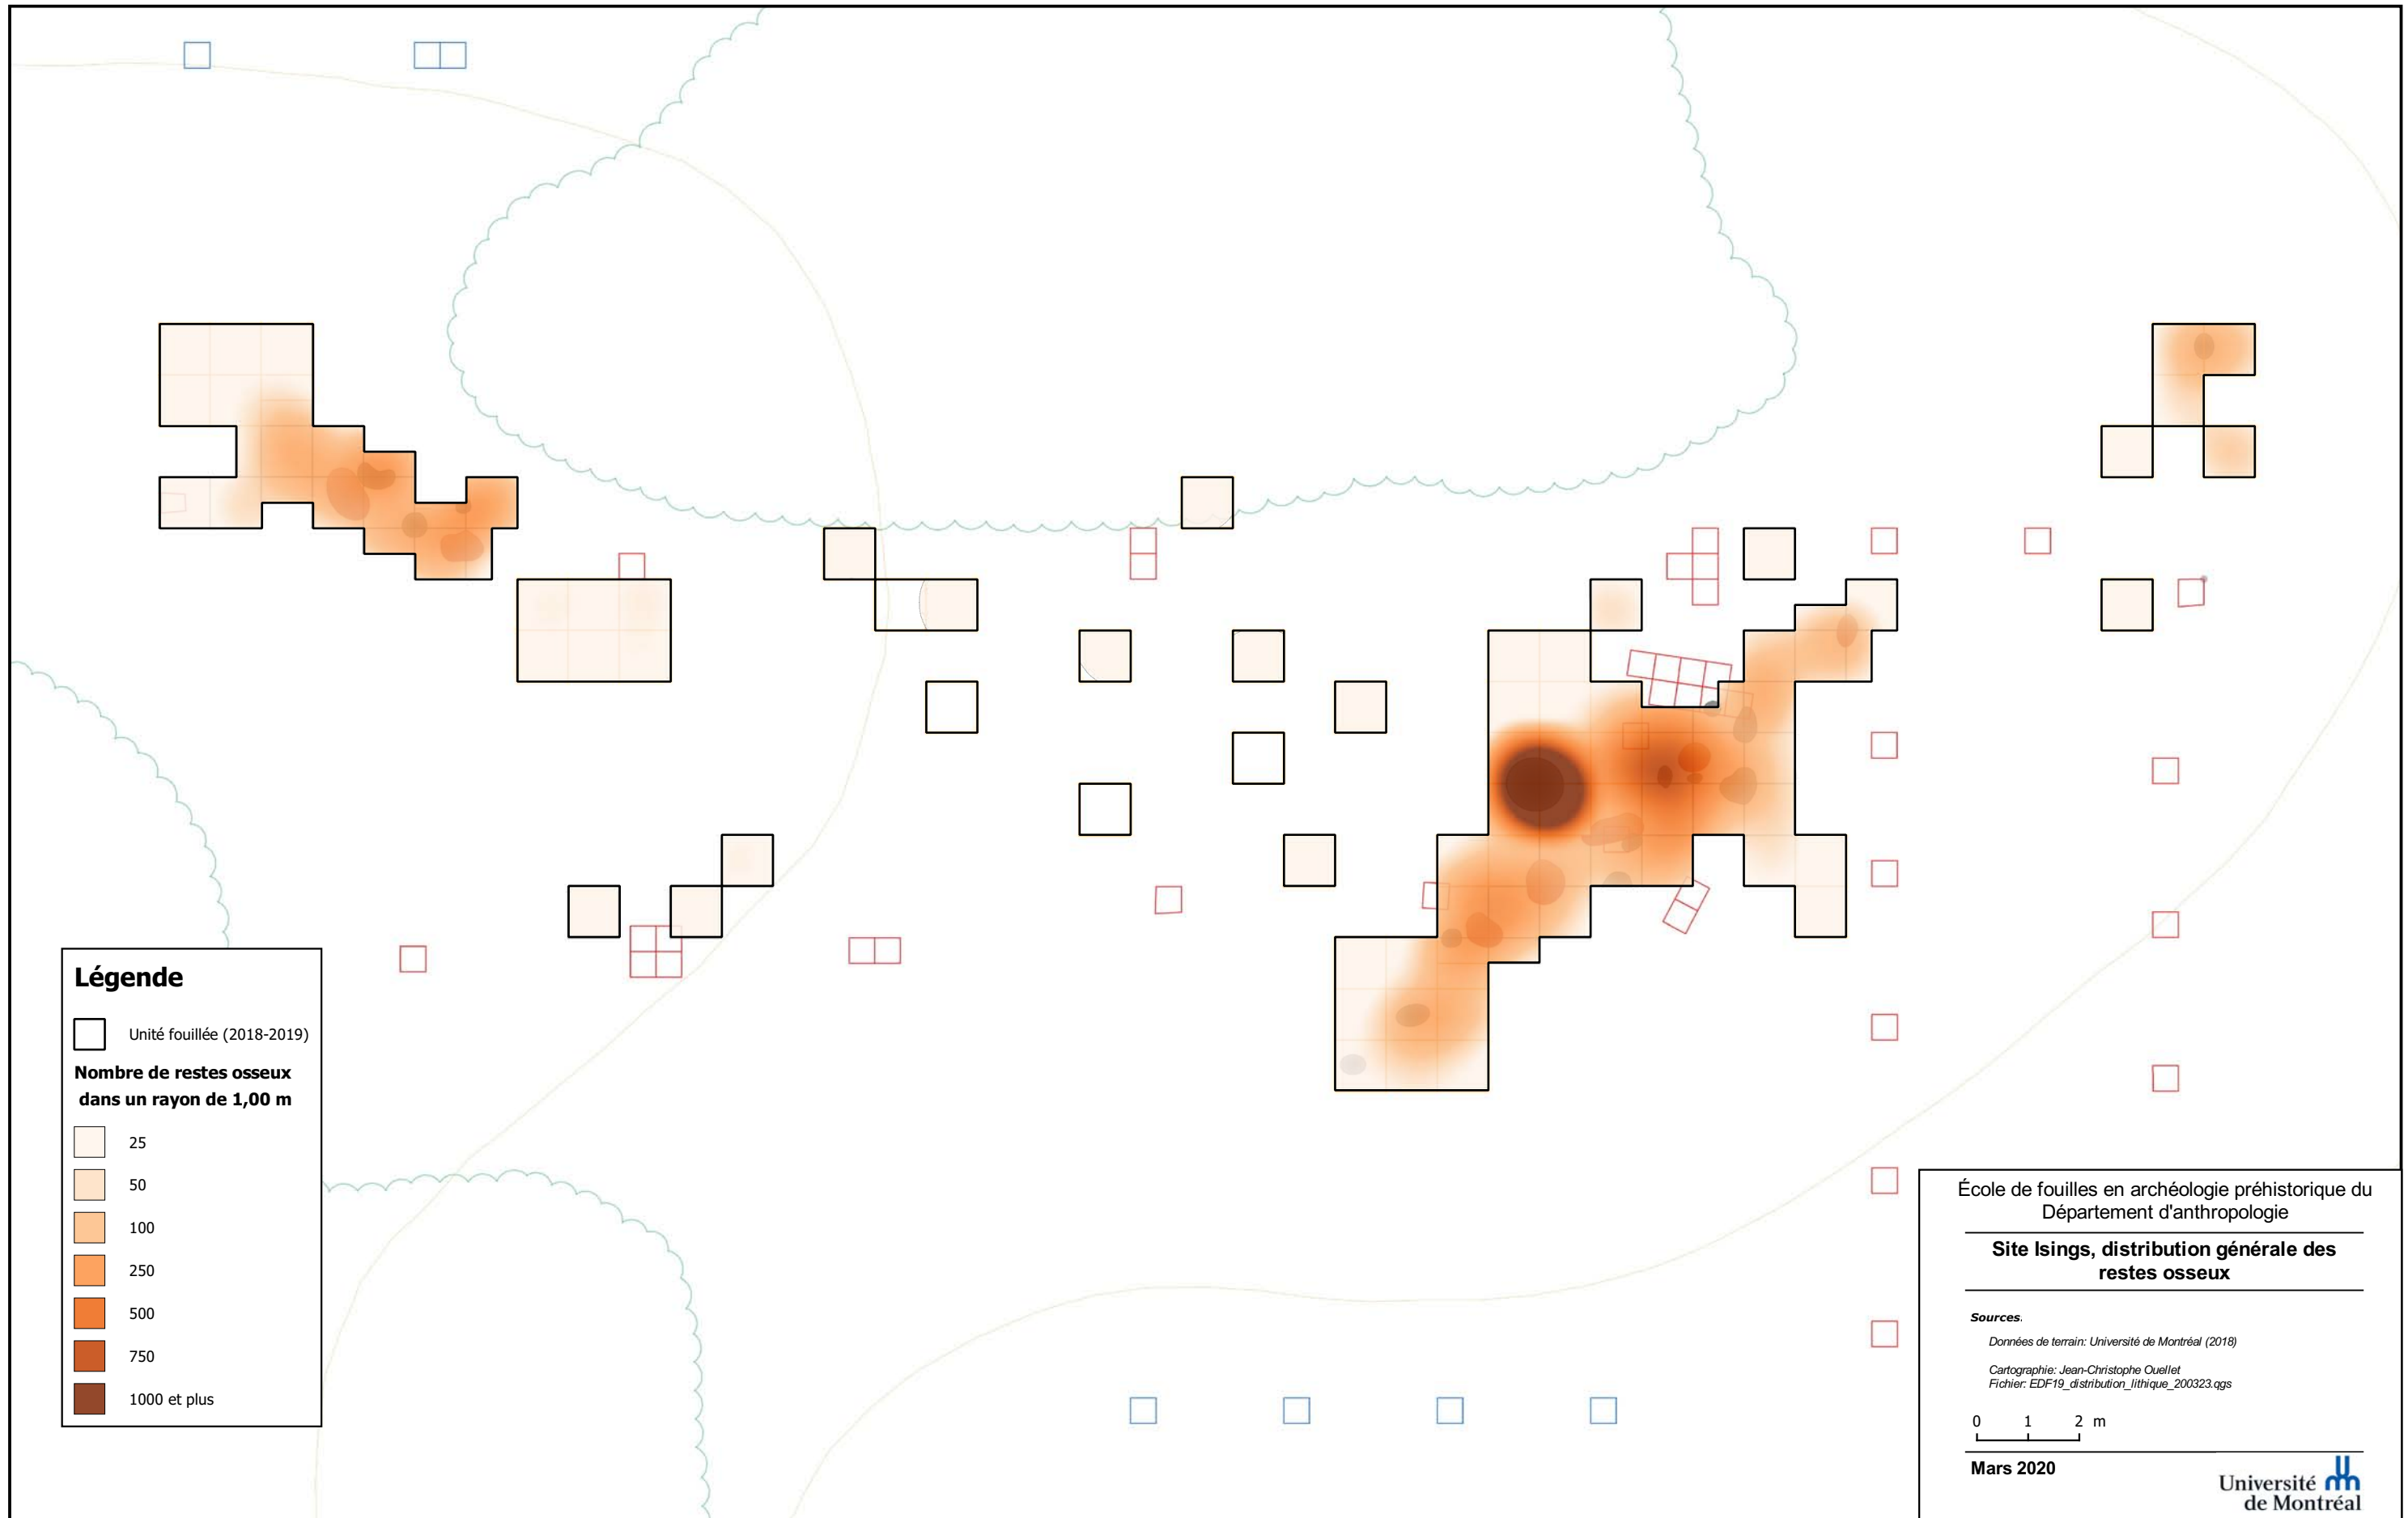 Légende
Unité fouillée (2018-2019)
Nombre de restes osseux
dans un rayon de 1,00 m
25
50
100
250
500
750
1000 et plus
École de fouilles en archéologie préhistorique du
Département d'anthropologie
Site Isings, distribution générale des
restes osseux
Sources.
Données de terrain: Université de Montréal (2018)
Cartographie: Jean-Christophe Ouellet
Fichier: EDF19_distribution_lithique_200323.qgs
0 1 2 m
Mars 2020
Université
de Montréal